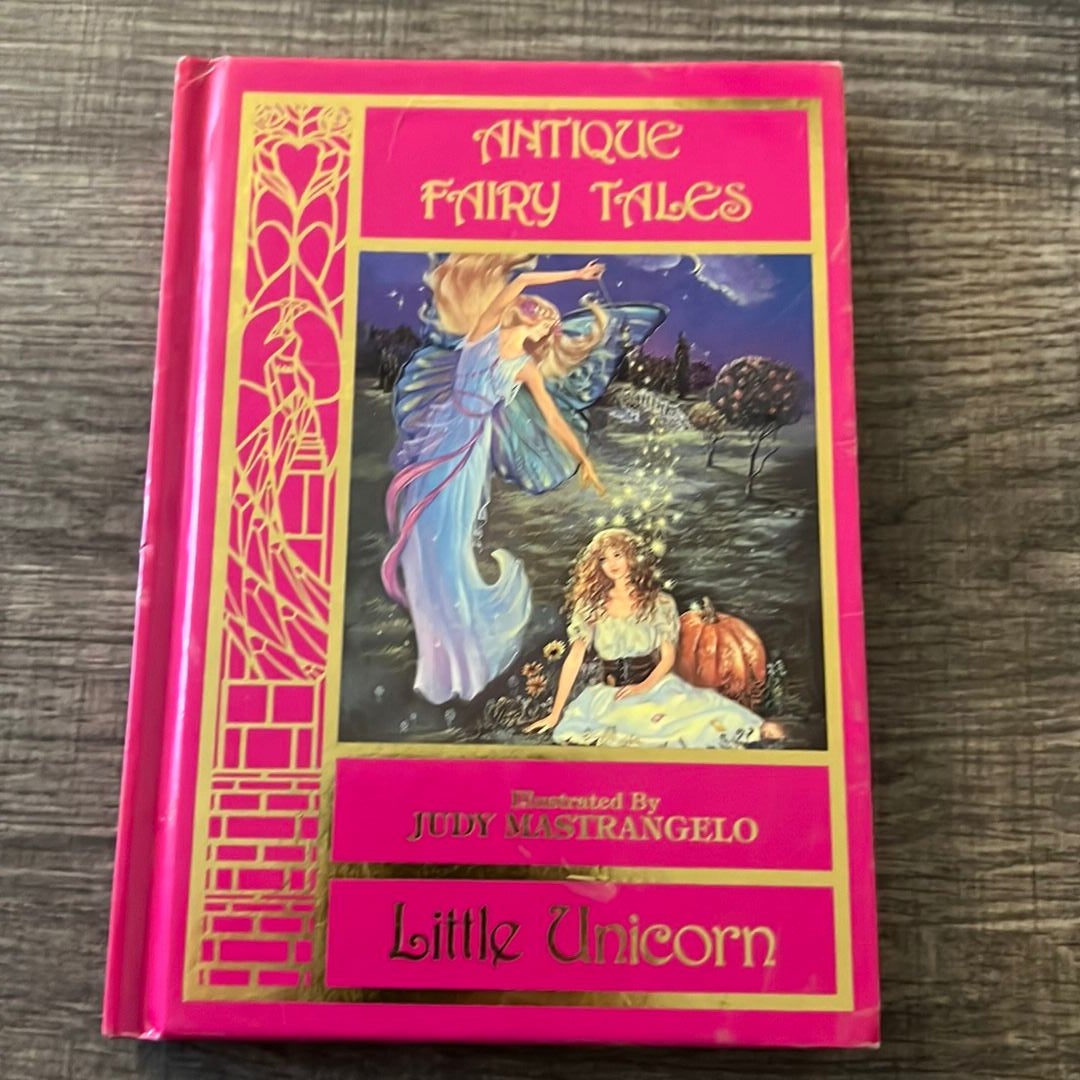 ANTIQUE
FAIRY TALES
Illustrated By
JUDY MASTRANGELO
Little Unicorn